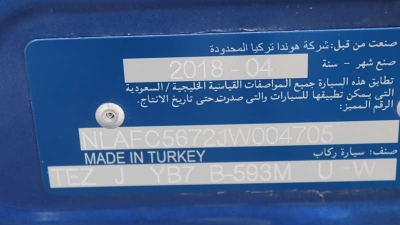 صنعت من قبل: شركة هوندا تركيا المحدودة
صنع شهر - سنة
2018 - 04
تطابق هذه السيارة جميع المواصفات القياسية الخليجية / السعودية
التي يمكن تطبيقها للسيارات والتي صدرت حتى تاريخ الانتاج.
الرقم المميز:
NLAFC5672JW004705
صنف: سيارة ركاب
MADE IN TURKEY
TEZ J YB7 B-593M U -W